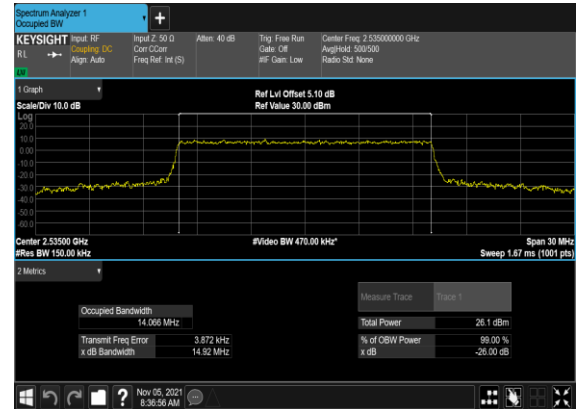 Spectrum Analyzer 1
Occupied BW
KEYSIGHT
RL
Input: RF
Coupling: DC
Align: Auto
Input Z: 50 Ω
Corr CCorr
Freq Ref: Int (S)
Atten: 40 dB
Trig: Free Run
Gate: Off
#IF Gain: Low
Center Freq: 2.535000000 GHz
Avg|Hold: 500/500
Radio Std: None
1 Graph
Scale/Div 10.0 dB
Ref Lvl Offset 5.10 dB
Ref Value 30.00 dBm
Log
20.0
10.0
0.00
-10.0
-20.0
-30.0
-40.0
-50.0
-60.0
Center 2.53500 GHz
#Res BW 150.00 kHz
#Video BW 470.00 kHz*
Span 30 MHz
Sweep 1.67 ms (1001 pts)
2 Metrics
Occupied Bandwidth
14.066 MHz
Transmit Freq Error 3.872 kHz
x dB Bandwidth 14.92 MHz
Measure Trace Trace 1
Total Power 26.1 dBm
% of OBW Power 99.00 %
x dB -26.00 dB
Nov 05, 2021
8:36:56 AM